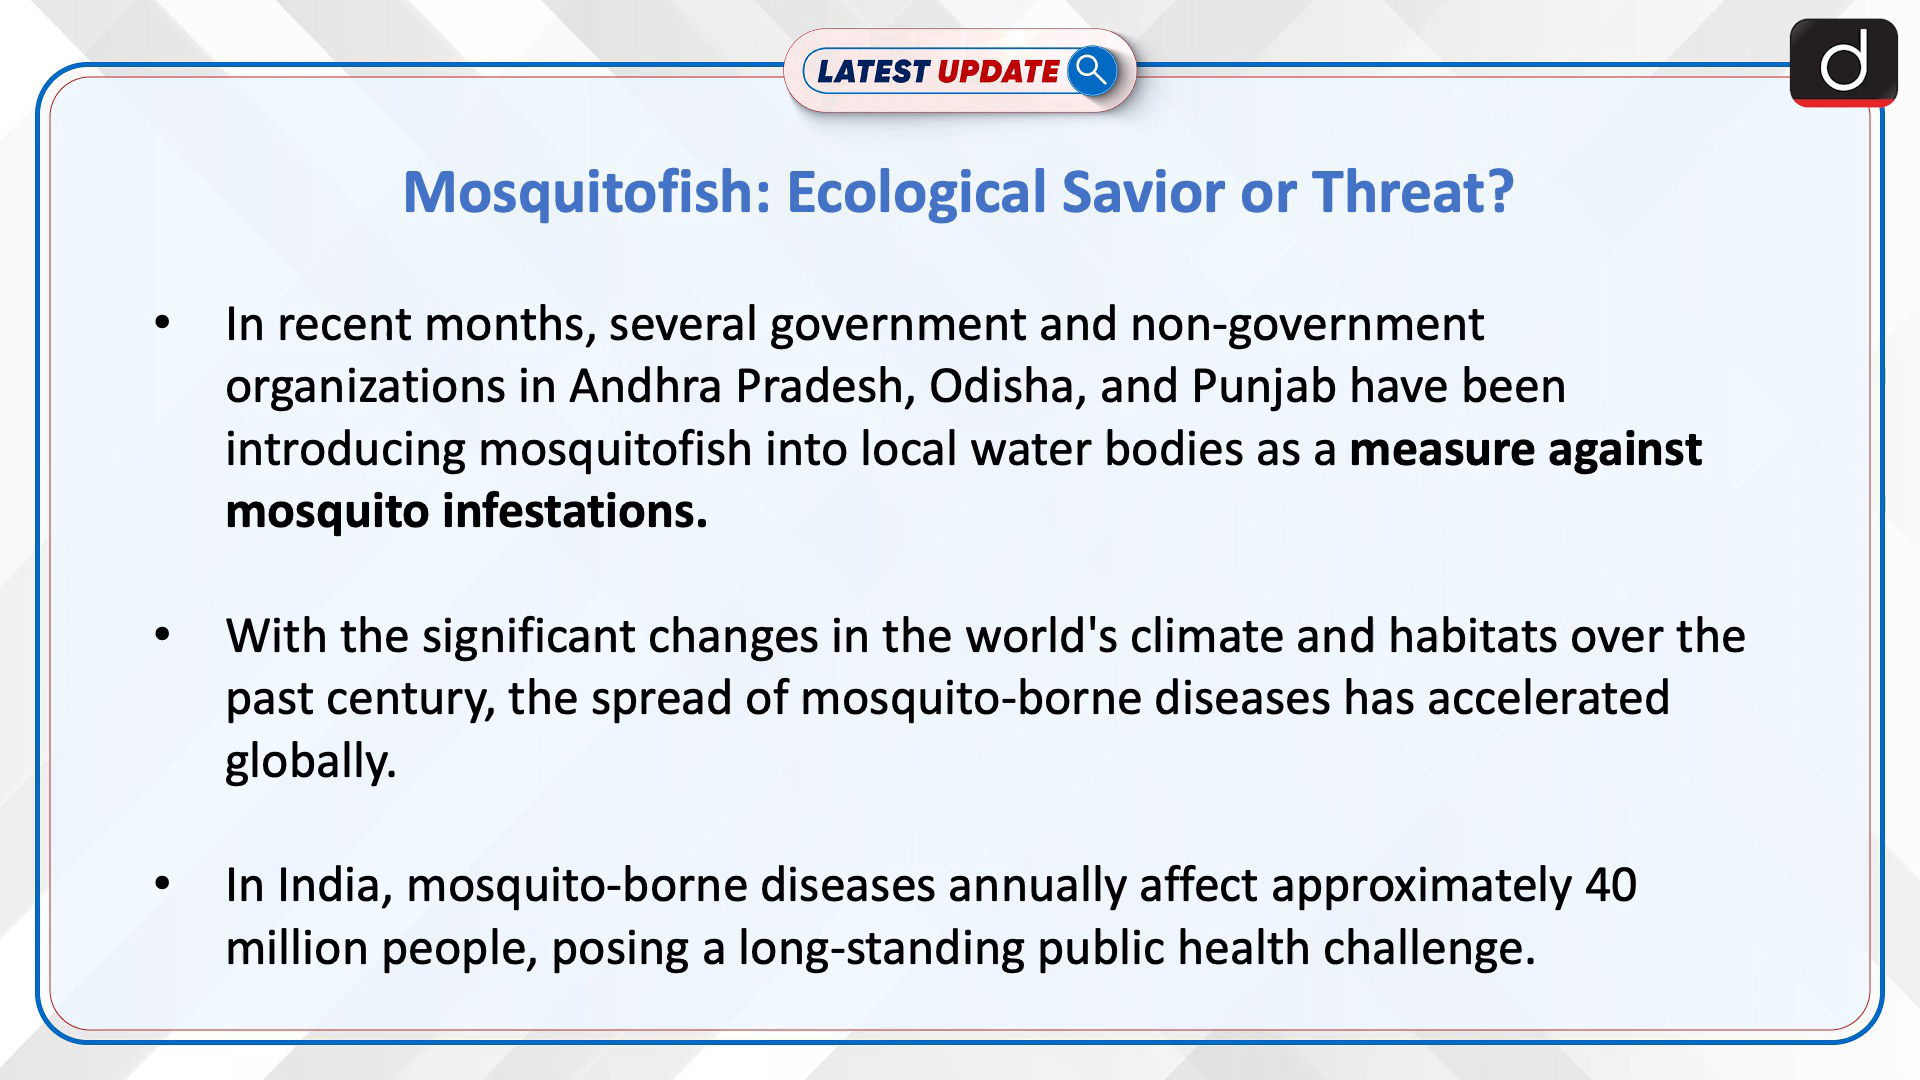 LATEST UPDATE
d
Mosquitofish: Ecological Savior or Threat?
• In recent months, several government and non-government
organizations in Andhra Pradesh, Odisha, and Punjab have been
introducing mosquitofish into local water bodies as a measure against
mosquito infestations.
• With the significant changes in the world's climate and habitats over the
past century, the spread of mosquito-borne diseases has accelerated
globally.
• In India, mosquito-borne diseases annually affect approximately 40
million people, posing a long-standing public health challenge.